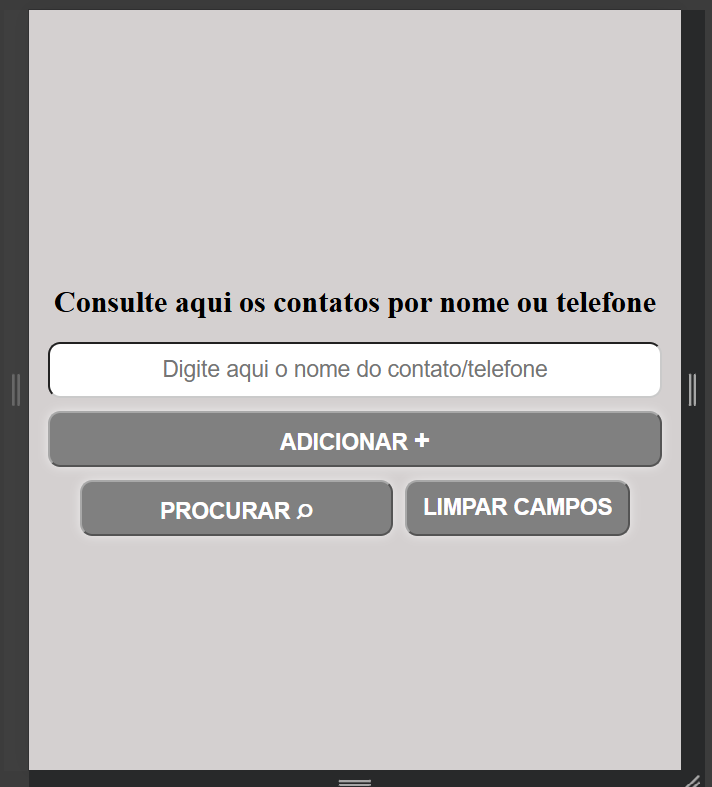 Consulte aqui os contatos por nome ou telefone
Digite aqui o nome do contato/telefone
ADICIONAR +
PROCURAR ⌕
LIMPAR CAMPOS